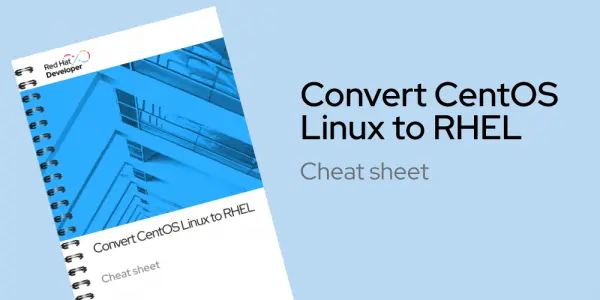 Red Hat
Developer
Convert CentOS Linux to RHEL
Cheat sheet
Convert CentOS
Linux to RHEL
Cheat sheet